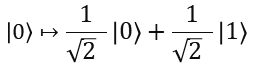 |0⟩ ↦ 1/√2 |0⟩ + 1/√2 |1⟩